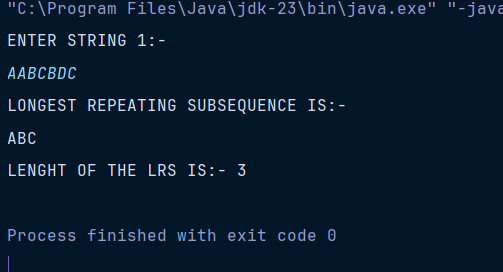 "C:\Program Files\Java\jdk-23\bin\java.exe" "-java
ENTER STRING 1:-
AABCBDC
LONGEST REPEATING SUBSEQUENCE IS:-
ABC
LENGHT OF THE LRS IS:- 3
Process finished with exit code 0